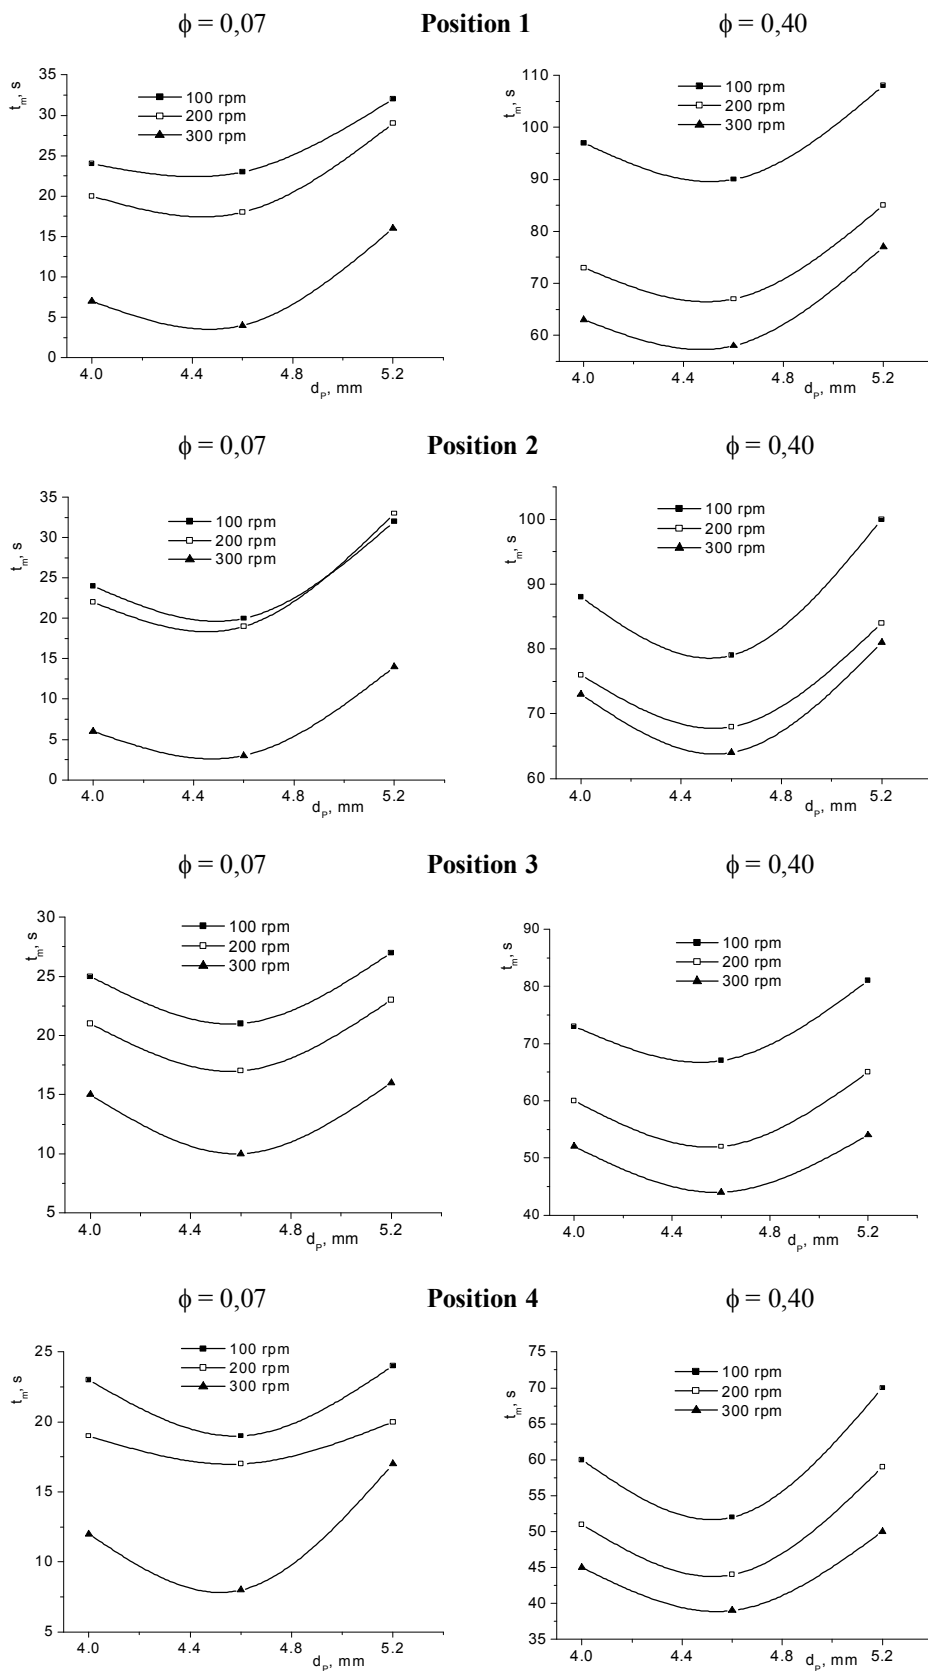 ϕ = 0,07 Position 1 ϕ = 0,40
t_m, s
35
30
25
20
15
10
5
0
100 rpm
200 rpm
300 rpm
4.0 4.4 4.8 5.2
d_P, mm
t_m, s
110
100
90
80
70
60
100 rpm
200 rpm
300 rpm
4.0 4.4 4.8 5.2
d_P, mm
ϕ = 0,07 Position 2 ϕ = 0,40
t_m, s
35
30
25
20
15
10
5
0
100 rpm
200 rpm
300 rpm
4.0 4.4 4.8 5.2
d_P, mm
t_m, s
100
90
80
70
60
100 rpm
200 rpm
300 rpm
4.0 4.4 4.8 5.2
d_P, mm
ϕ = 0,07 Position 3 ϕ = 0,40
t_m, s
30
25
20
15
10
5
100 rpm
200 rpm
300 rpm
4.0 4.4 4.8 5.2
d_P, mm
t_m, s
90
80
70
60
50
40
100 rpm
200 rpm
300 rpm
4.0 4.4 4.8 5.2
d_P, mm
ϕ = 0,07 Position 4 ϕ = 0,40
t_m, s
25
20
15
10
5
100 rpm
200 rpm
300 rpm
4.0 4.4 4.8 5.2
d_P, mm
t_m, s
75
70
65
60
55
50
45
40
35
100 rpm
200 rpm
300 rpm
4.0 4.4 4.8 5.2
d_P, mm